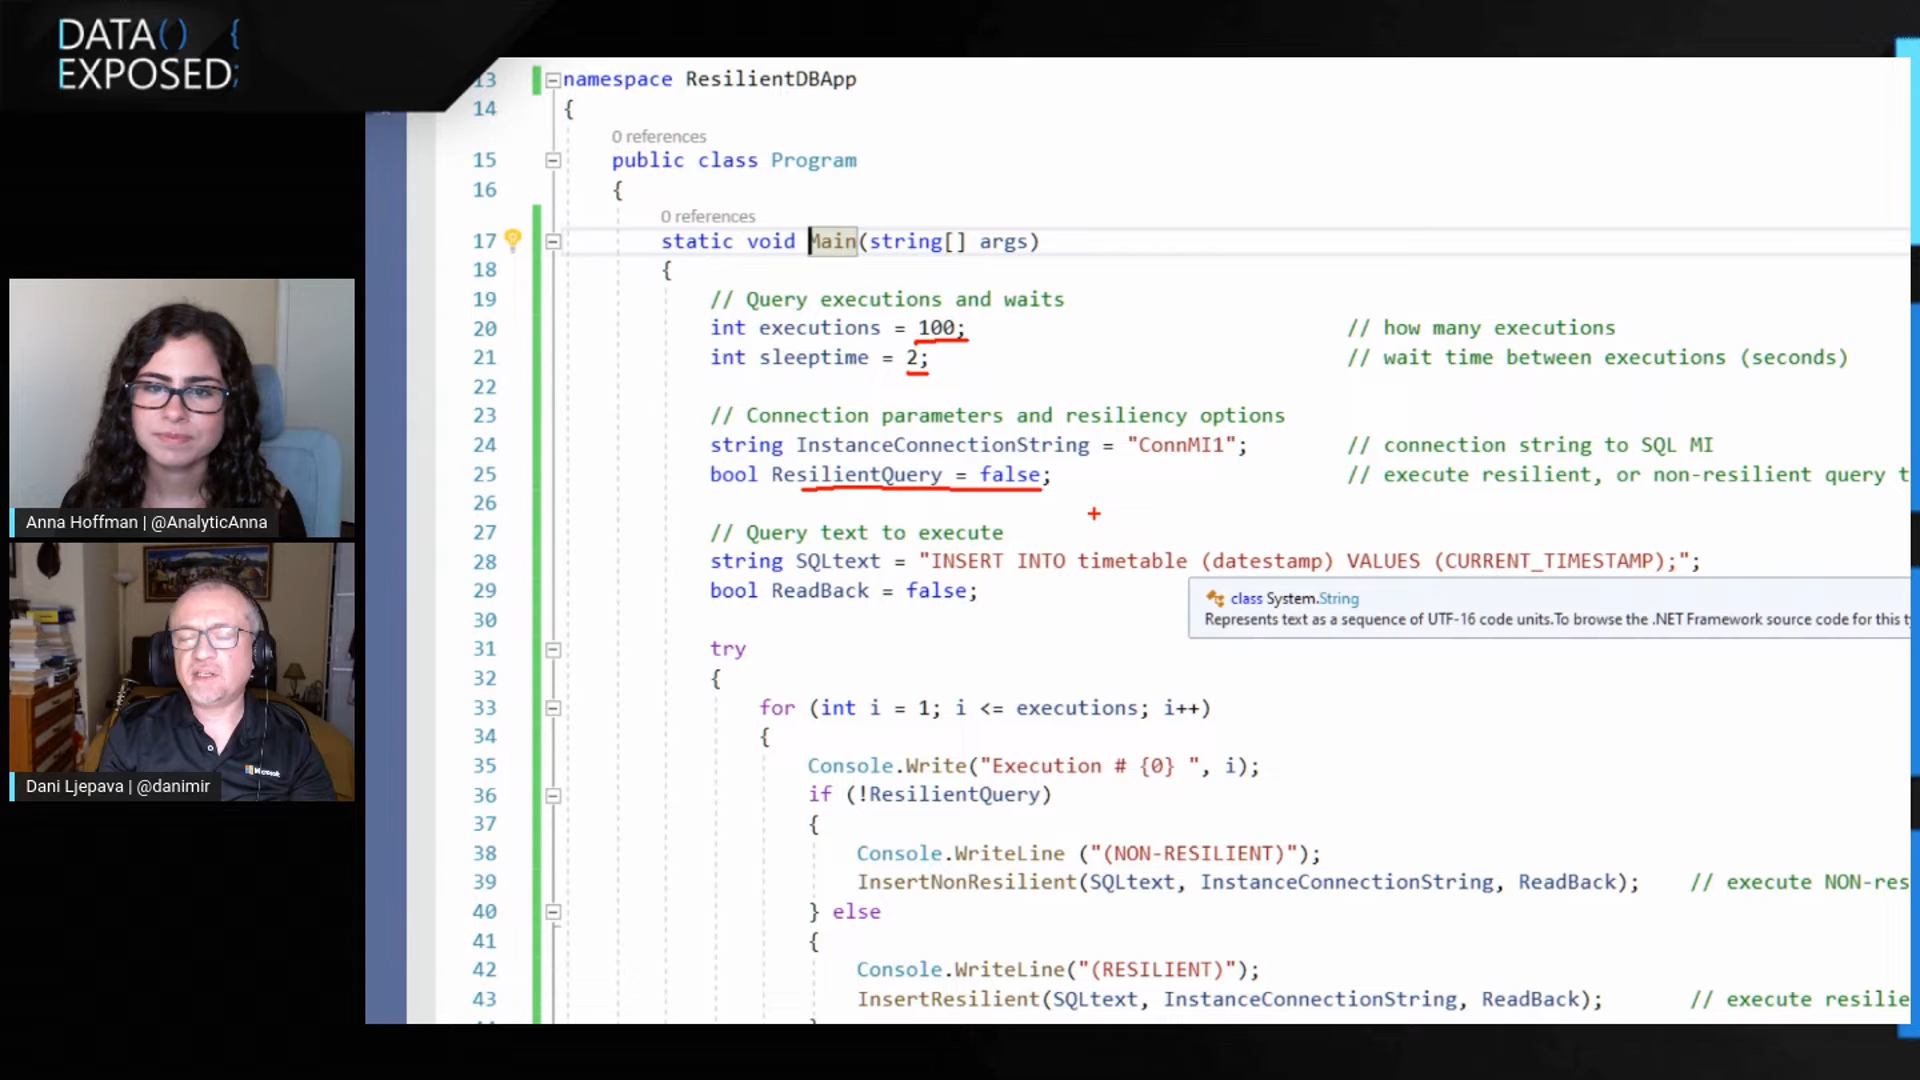 DATA() {
EXPOSED;
13 namespace ResilientDBApp
14 {
0 references
15 public class Program
16 {
0 references
17 static void Main(string[] args)
18 {
19 // Query executions and waits
20 int executions = 100; // how many executions
21 int sleeptime = 2; // wait time between executions (seconds)
22
23 // Connection parameters and resiliency options
24 string InstanceConnectionString = "ConnMI1"; // connection string to SQL MI
25 bool ResilientQuery = false; // execute resilient, or non-resilient query t
26
27 // Query text to execute
28 string SQLtext = "INSERT INTO timetable (datestamp) VALUES (CURRENT_TIMESTAMP);";
29 bool ReadBack = false;
class System.String
Represents text as a sequence of UTF-16 code units.To browse the .NET Framework source code for this t
30
31 try
32 {
33 for (int i = 1; i <= executions; i++)
34 {
35 Console.Write("Execution # {0} ", i);
36 if (!ResilientQuery)
37 {
38 Console.WriteLine ("(NON-RESILIENT)");
39 InsertNonResilient(SQLtext, InstanceConnectionString, ReadBack); // execute NON-res
40 } else
41 {
42 Console.WriteLine("(RESILIENT)");
43 InsertResilient(SQLtext, InstanceConnectionString, ReadBack); // execute resilie
Anna Hoffman | @AnalyticAnna
Microsoft
Dani Ljepava | @danimir